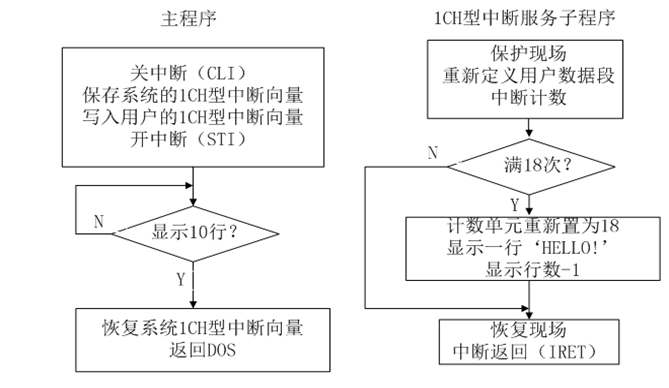 主程序
关中断（CLI）
保存系统的1CH型中断向量
写入用户的1CH型中断向量
开中断（STI）
N
显示10行？
Y
恢复系统1CH型中断向量
返回DOS
1CH型中断服务子程序
保护现场
重新定义用户数据段
中断计数
N
满18次？
Y
计数单元重新置为18
显示一行‘HELLO!’
显示行数-1
恢复现场
中断返回（IRET）